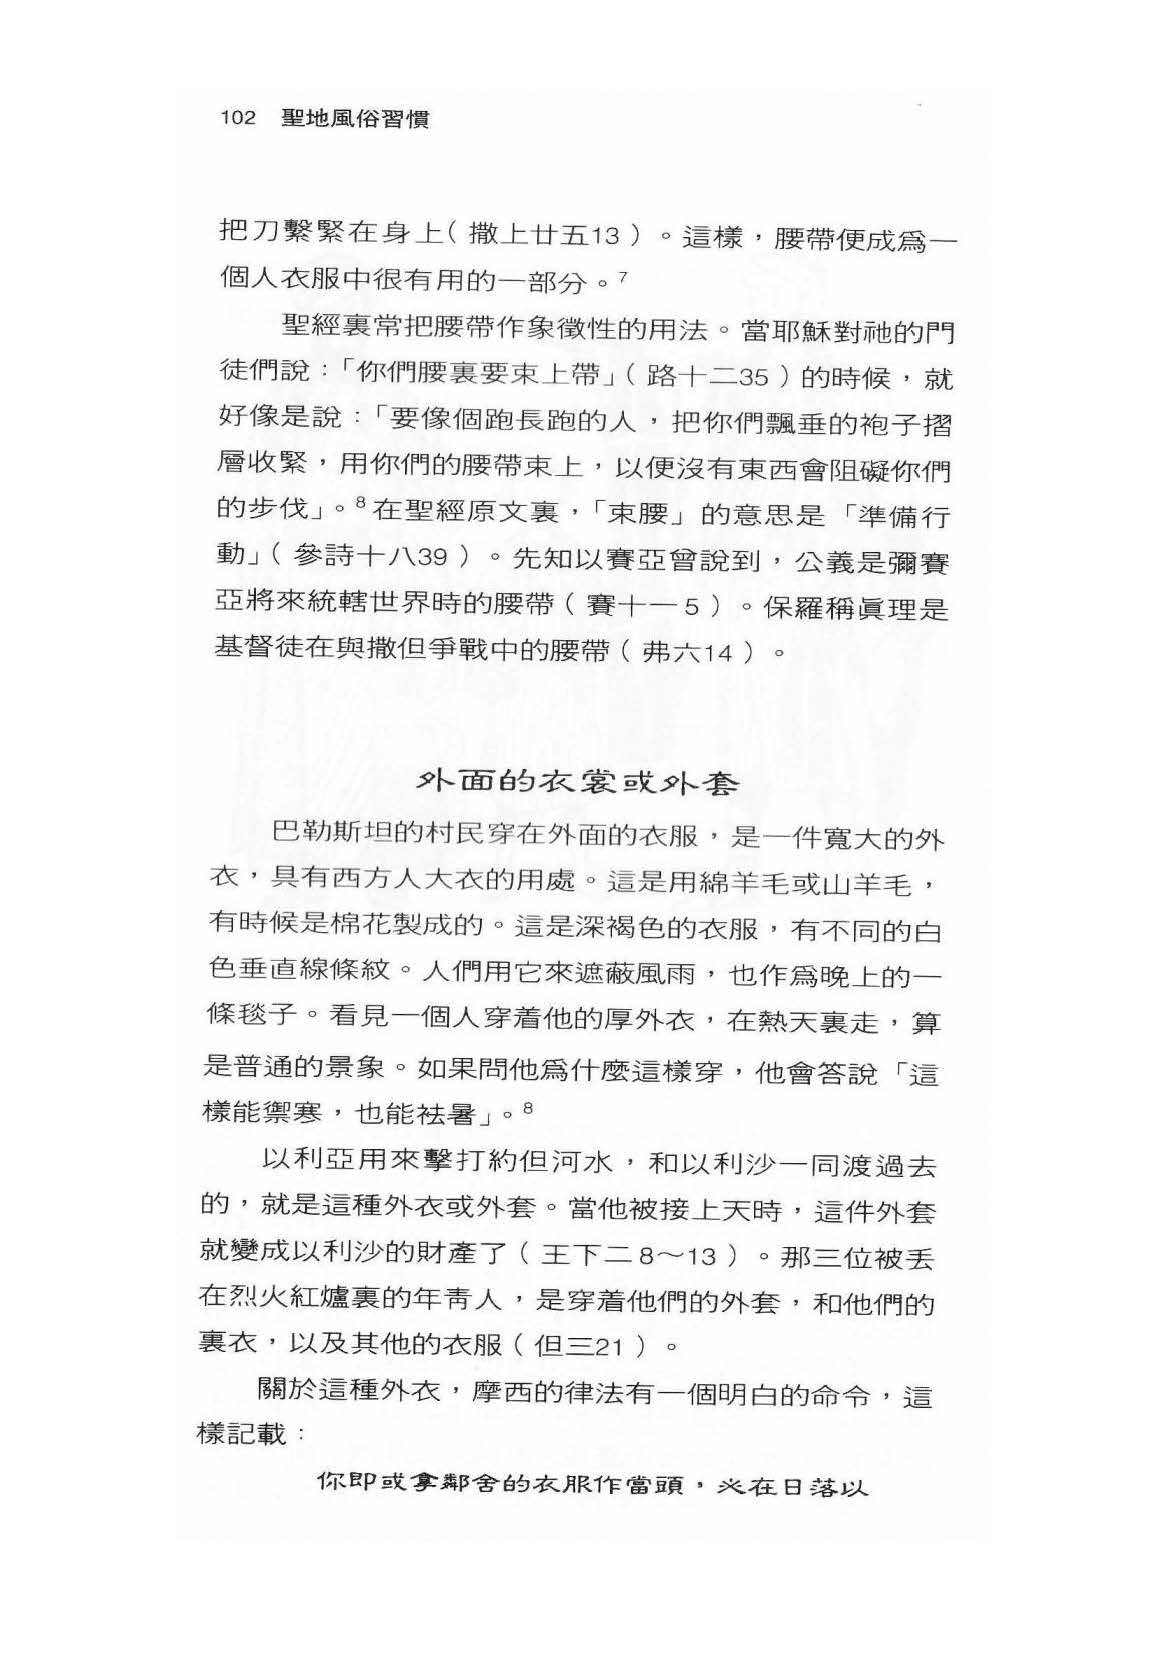 102 聖地風俗習慣
把刀繫緊在身上(撒上廿五13)。這樣，腰帶便成爲一
個人衣服中很有用的一部分。⁷
聖經裏常把腰帶作象徵性的用法。當耶穌對祂的門
徒們說：「你們腰裏要束上帶」(路十二35)的時候，就
好像是說：「要像個跑長跑的人，把你們飄垂的袍子摺
層收緊，用你們的腰帶束上，以便沒有東西會阻礙你們
的步伐」。⁸在聖經原文裏，「束腰」的意思是「準備行
動」(參詩十八39)。先知以賽亞曾說到，公義是彌賽
亞將來統轄世界時的腰帶(賽十一5)。保羅稱眞理是
基督徒在與撒但爭戰中的腰帶(弗六14)。
外面的衣裳或外套
巴勒斯坦的村民穿在外面的衣服，是一件寬大的外
衣，具有西方人大衣的用處。這是用綿羊毛或山羊毛，
有時候是棉花製成的。這是深褐色的衣服，有不同的白
色垂直線條紋。人們用它來遮蔽風雨，也作爲晚上的一
條毯子。看見一個人穿着他的厚外衣，在熱天裏走，算
是普通的景象。如果問他爲什麼這樣穿，他會答說「這
樣能禦寒，也能祛暑」。⁸
以利亞用來擊打約但河水，和以利沙一同渡過去
的，就是這種外衣或外套。當他被接上天時，這件外套
就變成以利沙的財產了(王下二8～13)。那三位被丟
在烈火紅爐裏的年靑人，是穿着他們的外套，和他們的
裏衣，以及其他的衣服(但三21)。
關於這種外衣，摩西的律法有一個明白的命令，這
樣記載：
你即或拿鄰舍的衣服作當頭，必在日落以